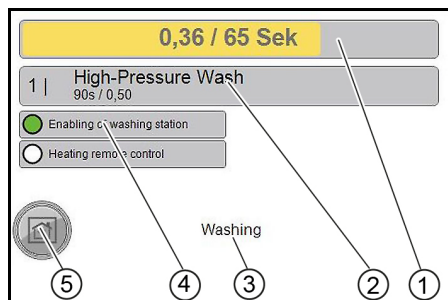 0,36 / 65 Sek
1 | High-Pressure Wash
90s / 0,50
Enabling of washing station
Heating remote control
Washing
5 4 3 2 1